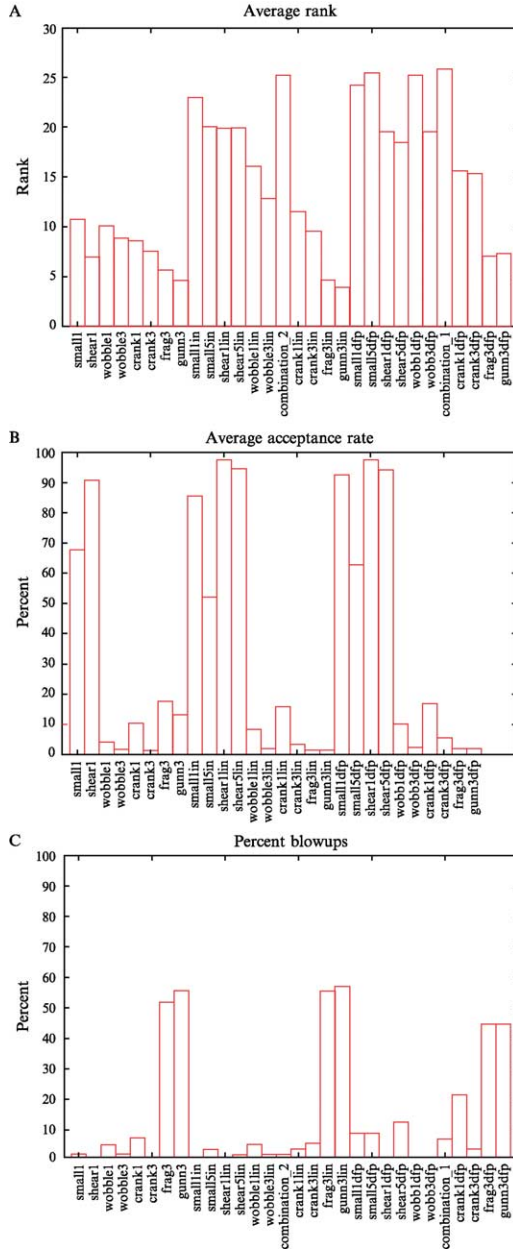 A
Average rank
30
25
20
15
10
5
0
Rank
small1
shear1
wobble1
wobble3
crank1
crank3
frag3
gunn3
small1in
small5in
shear1lin
shear5lin
wobble1lin
wobble3lin
combination_2
crank1lin
crank3lin
frag3lin
gunn3lin
small1dfp
small5dfp
shear1dfp
shear5dfp
wobb1dfp
wobb3dfp
combination_1
crank1dfp
crank3dfp
frag3dfp
gunn3dfp
B
Average acceptance rate
100
90
80
70
60
50
40
30
20
10
0
Percent
small1
shear1
wobble1
wobble3
crank1
crank3
frag3
gunn3
small1in
small5in
shear1lin
shear5lin
wobble1lin
wobble3lin
crank1lin
crank3lin
frag3lin
gunn3lin
small1dfp
small5dfp
shear1dfp
shear5dfp
wobb1dfp
wobb3dfp
crank1dfp
crank3dfp
frag3dfp
gunn3dfp
C
Percent blowups
100
90
80
70
60
50
40
30
20
10
0
Percent
small1
shear1
wobble1
wobble3
crank1
crank3
frag3
gunn3
small1in
small5in
shear1lin
shear5lin
wobble1lin
wobble3lin
combination_2
crank1lin
crank3lin
frag3lin
gunn3lin
small1dfp
small5dfp
shear1dfp
shear5dfp
wobb1dfp
wobb3dfp
combination_1
crank1dfp
crank3dfp
frag3dfp
gunn3dfp